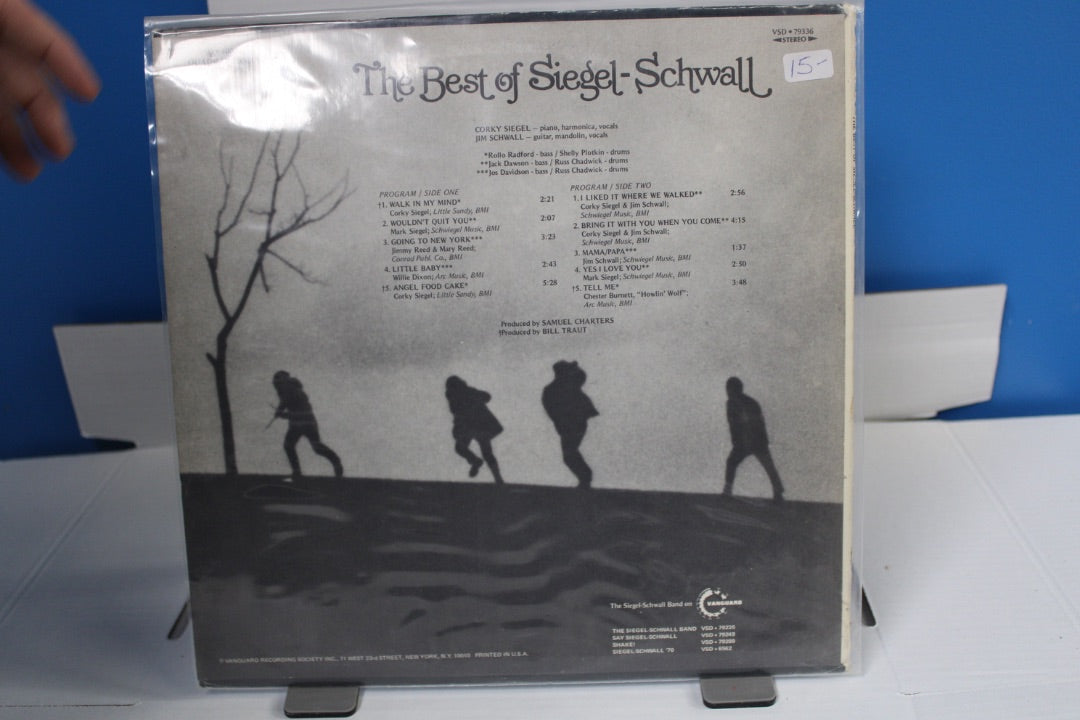 VSD • 79336
◄STEREO►
15-
The Best of Siegel-Schwall
CORKY SIEGEL — piano, harmonica, vocals
JIM SCHWALL — guitar, mandolin, vocals
*Rollo Radford - bass / Shelly Plotkin - drums
**Jack Dawson - bass / Russ Chadwick - drums
***Jos Davidson - bass / Russ Chadwick - drums
PROGRAM / SIDE ONE
†1. WALK IN MY MIND* 2:21
Corky Siegel; Little Sandy, BMI
2. WOULDN'T QUIT YOU** 2:07
Mark Siegel; Schwiegel Music, BMI
3. GOING TO NEW YORK*** 3:23
Jimmy Reed & Mary Reed;
Conrad Publ. Co., BMI
4. LITTLE BABY*** 2:43
Willie Dixon; Arc Music, BMI
†5. ANGEL FOOD CAKE* 5:28
Corky Siegel; Little Sandy, BMI
PROGRAM / SIDE TWO
1. I LIKED IT WHERE WE WALKED** 2:56
Corky Siegel & Jim Schwall;
Schwiegel Music, BMI
2. BRING IT WITH YOU WHEN YOU COME** 4:15
Corky Siegel & Jim Schwall;
Schwiegel Music, BMI
3. MAMA/PAPA*** 1:37
Jim Schwall; Schwiegel Music, BMI
4. YES I LOVE YOU** 2:50
Mark Siegel; Schwiegel Music, BMI
†5. TELL ME* 3:48
Chester Burnett, "Howlin' Wolf";
Arc Music, BMI
Produced by SAMUEL CHARTERS
†Produced by BILL TRAUT
The Siegel-Schwall Band on VANGUARD
THE SIEGEL-SCHWALL BAND VSD • 79235
SAY SIEGEL-SCHWALL VSD • 79249
SHAKE! VSD • 79289
SIEGEL-SCHWALL '70 VSD • 6562
VANGUARD RECORDING SOCIETY INC., 71 WEST 23rd STREET, NEW YORK, N.Y. 10010 PRINTED IN U.S.A.